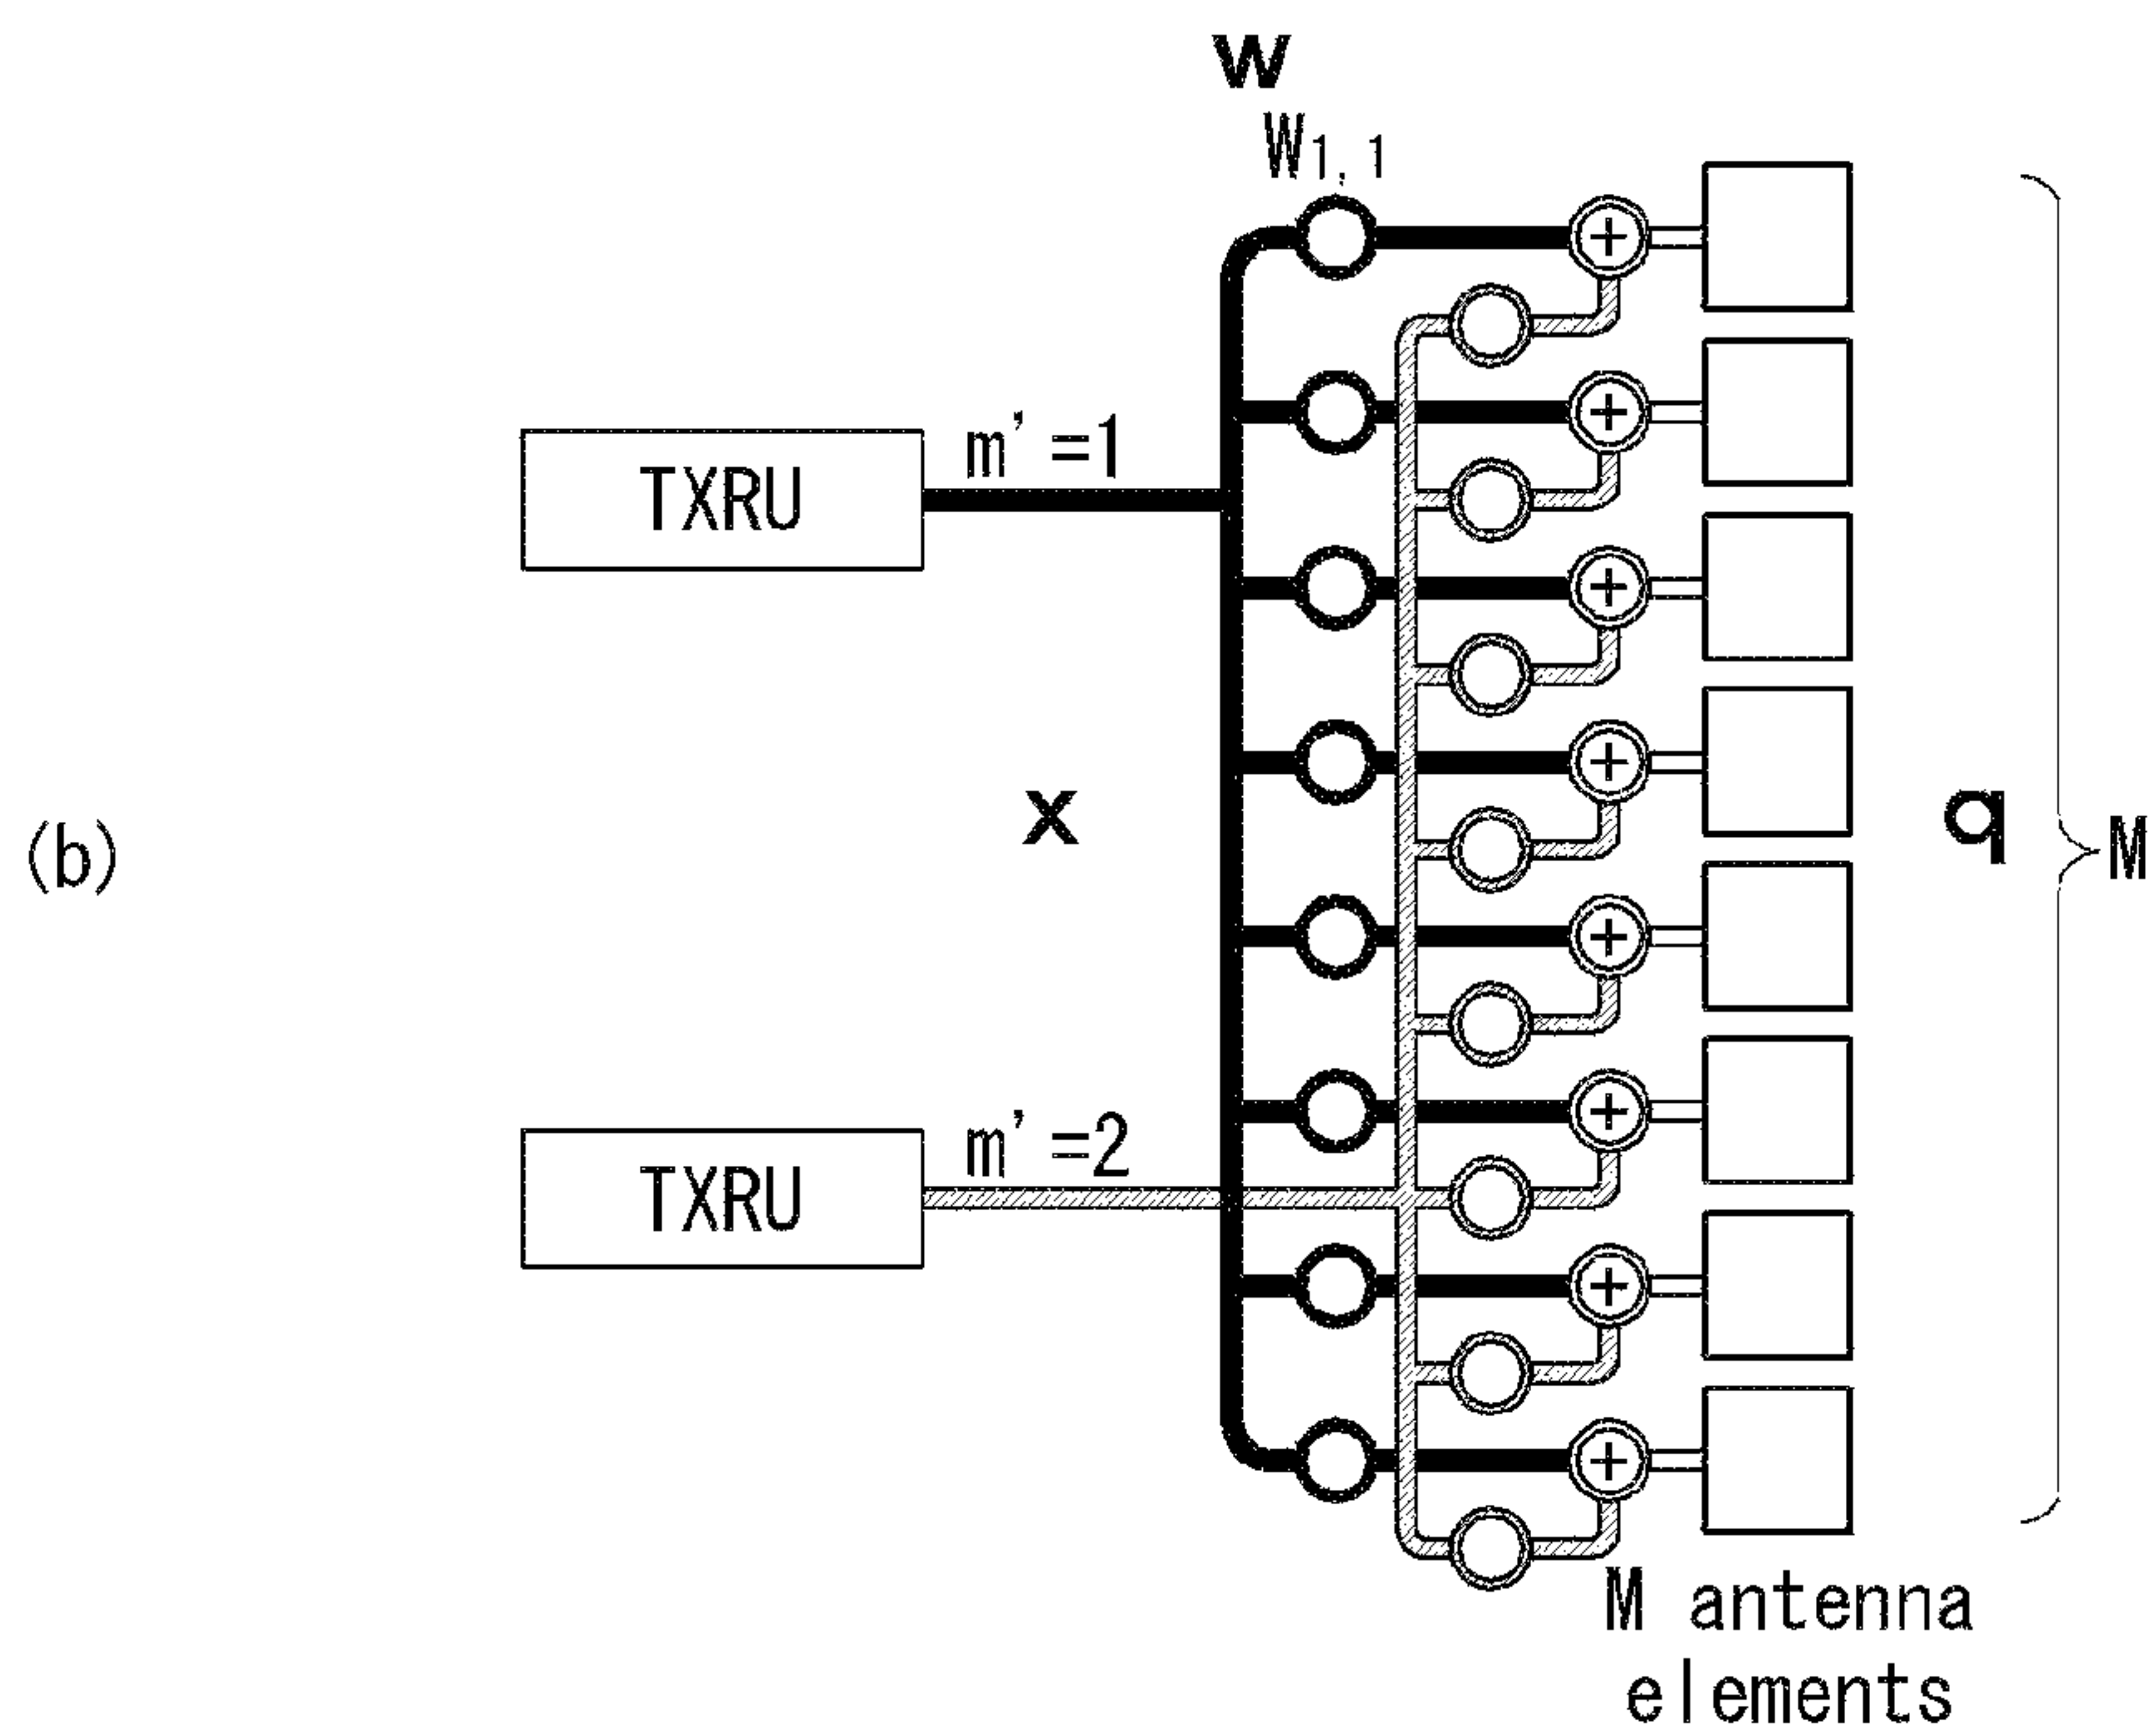 w
W1,1
m'=1
TXRU
x
q
M
(b)
m'=2
TXRU
M antenna
elements